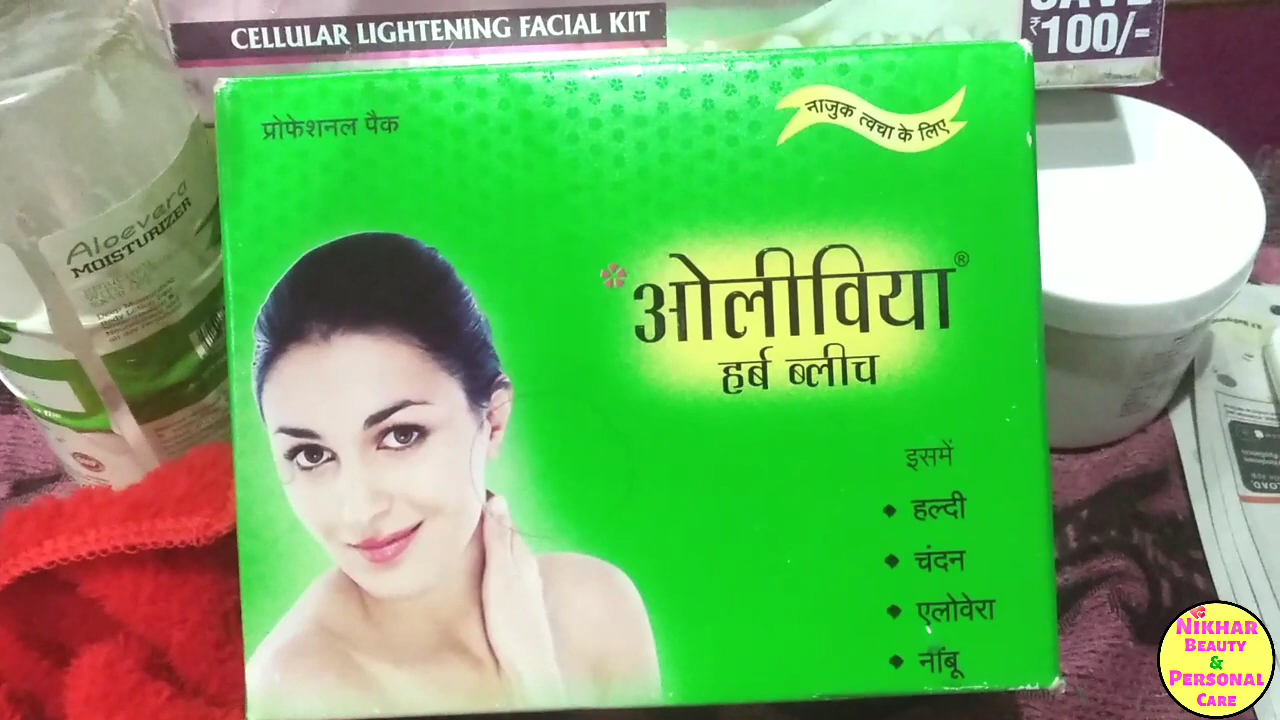 CELLULAR LIGHTENING FACIAL KIT
₹100/-
प्रोफेशनल पैक
नाजुक त्वचा के लिए
Aloevera
MOISTURIZER
ओलीविया®
हर्ब ब्लीच
इसमें
हल्दी
चंदन
एलोवेरा
नींबू
NIKHAR
BEAUTY
&
PERSONAL
CARE